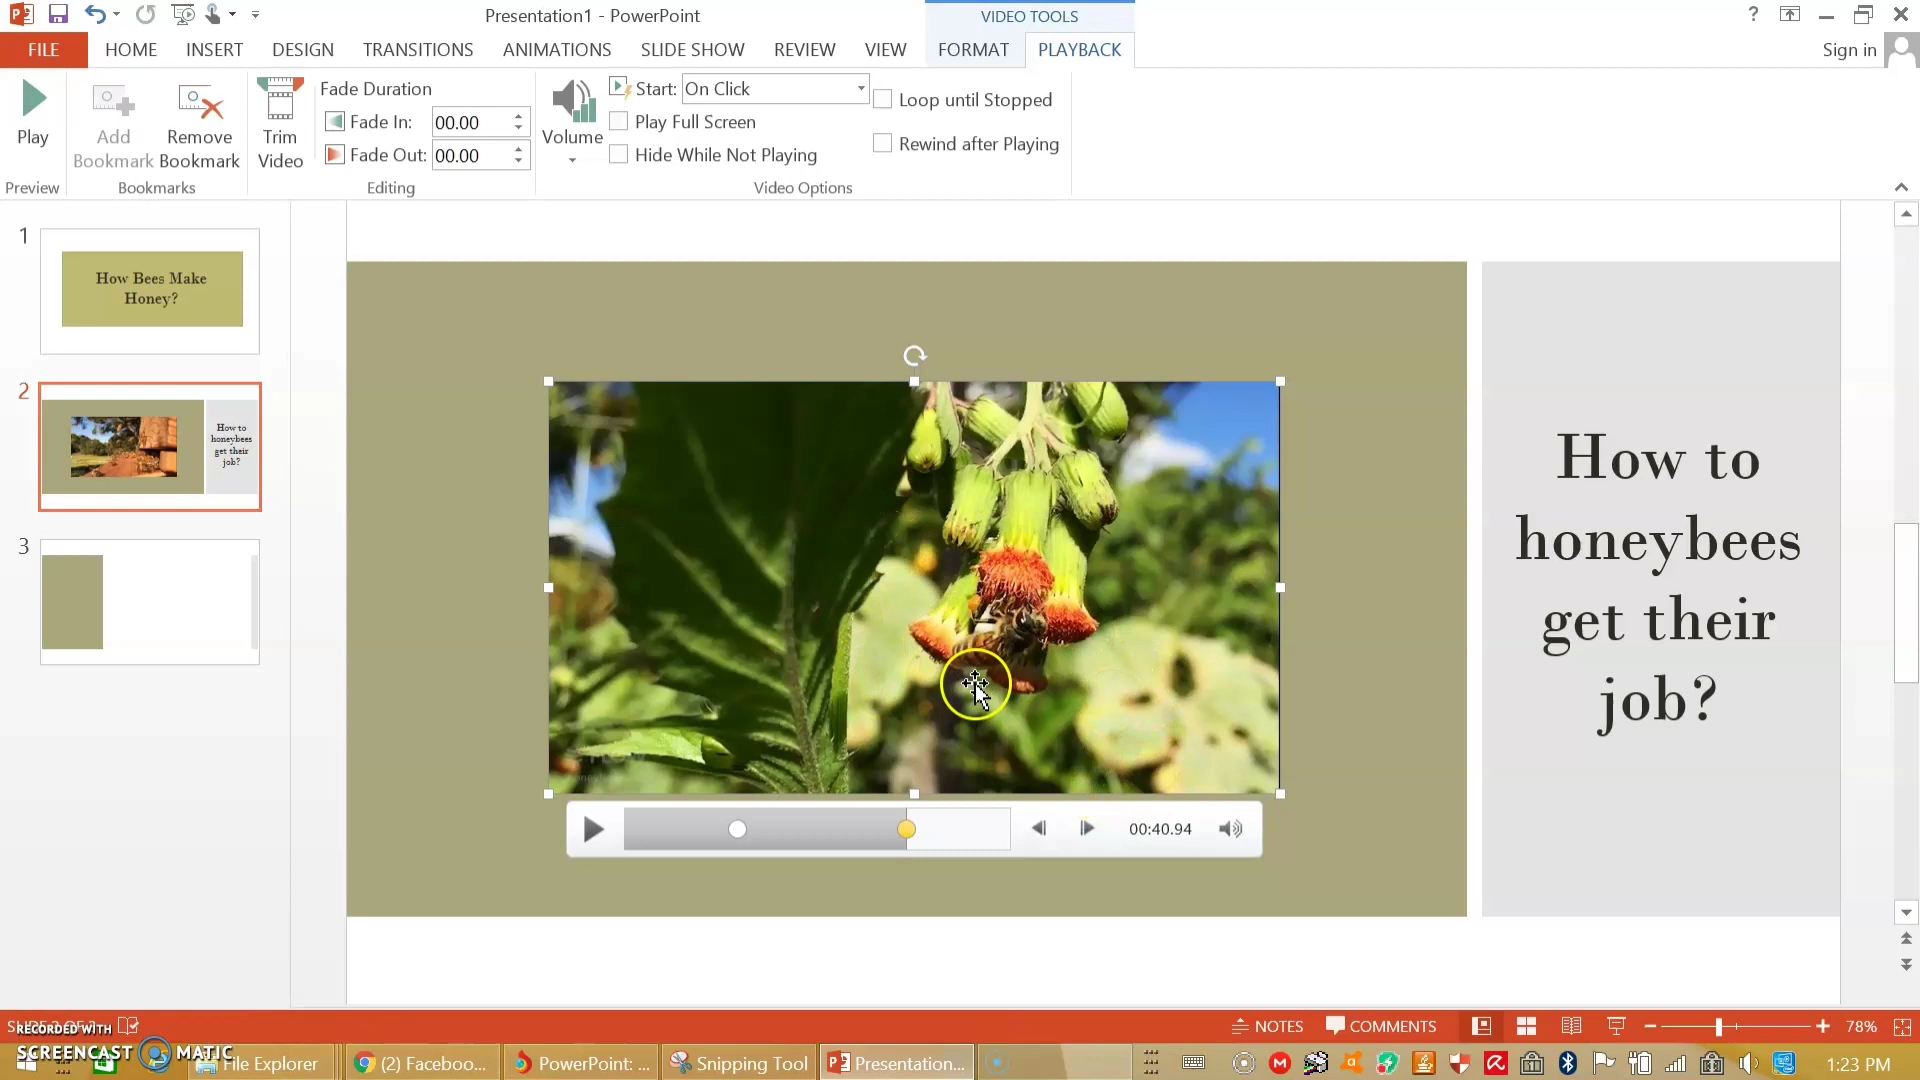 Presentation1 - PowerPoint
VIDEO TOOLS
?
FILE
HOME
INSERT
DESIGN
TRANSITIONS
ANIMATIONS
SLIDE SHOW
REVIEW
VIEW
FORMAT
PLAYBACK
Sign in
Play
Add
Bookmark
Remove
Bookmark
Trim
Video
Fade Duration
Fade In: 00.00
Fade Out: 00.00
Volume
Start: On Click
Play Full Screen
Hide While Not Playing
Loop until Stopped
Rewind after Playing
Preview
Bookmarks
Editing
Video Options
1
How Bees Make
Honey?
2
How to
honeybees
get their
job?
3
How to
honeybees
get their
job?
00:40.94
RECORDED WITH
SCREENCAST MATIC
NOTES
COMMENTS
78%
File Explorer
(2) Faceboo...
PowerPoint: ...
Snipping Tool
Presentation...
1:23 PM